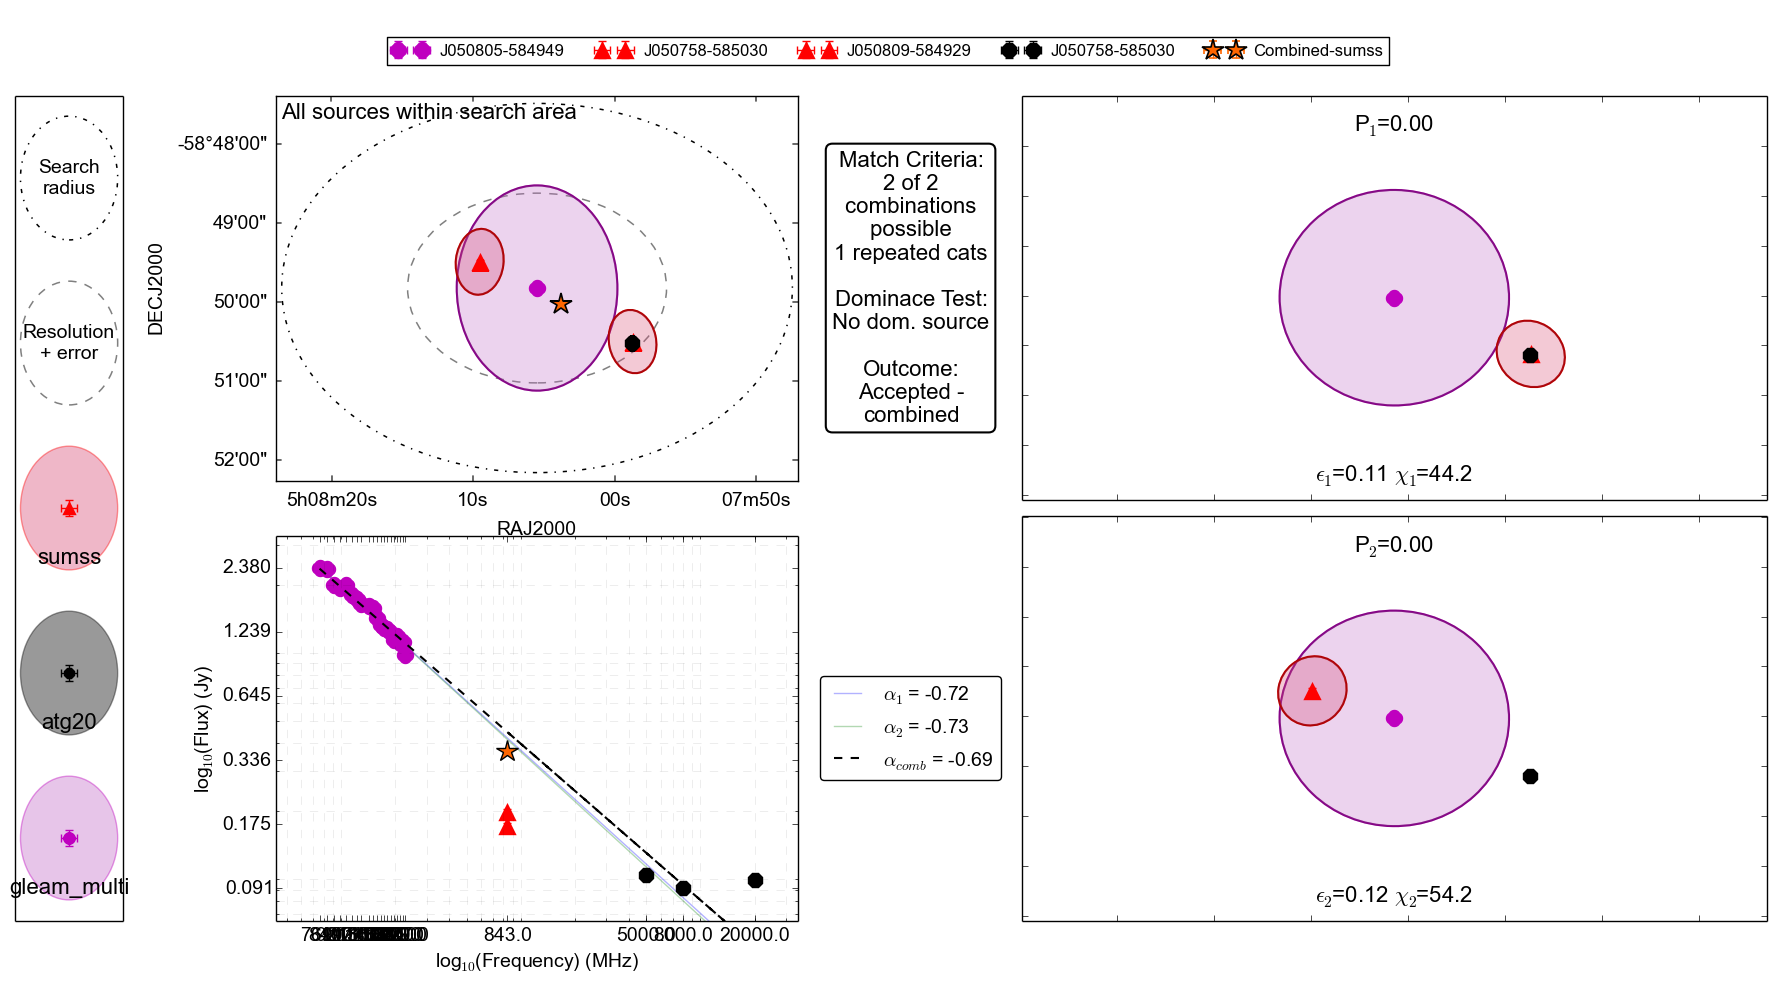 J050805-584949
J050758-585030
J050809-584929
J050758-585030
Combined-sumss
Search
radius
Resolution
+ error
sumss
atg20
gleam_multi
All sources within search area
DECJ2000
-58°48'00"
49'00"
50'00"
51'00"
52'00"
5h08m20s
10s
00s
07m50s
RAJ2000
Match Criteria:
2 of 2
combinations
possible
1 repeated cats
Dominace Test:
No dom. source
Outcome:
Accepted -
combined
P1=0.00
ϵ1=0.11 χ1=44.2
log10(Flux) (Jy)
2.380
1.239
0.645
0.336
0.175
0.091
843.0
5000.0
8000.0
20000.0
log10(Frequency) (MHz)
α1 = -0.72
α2 = -0.73
αcomb = -0.69
P2=0.00
ϵ2=0.12 χ2=54.2